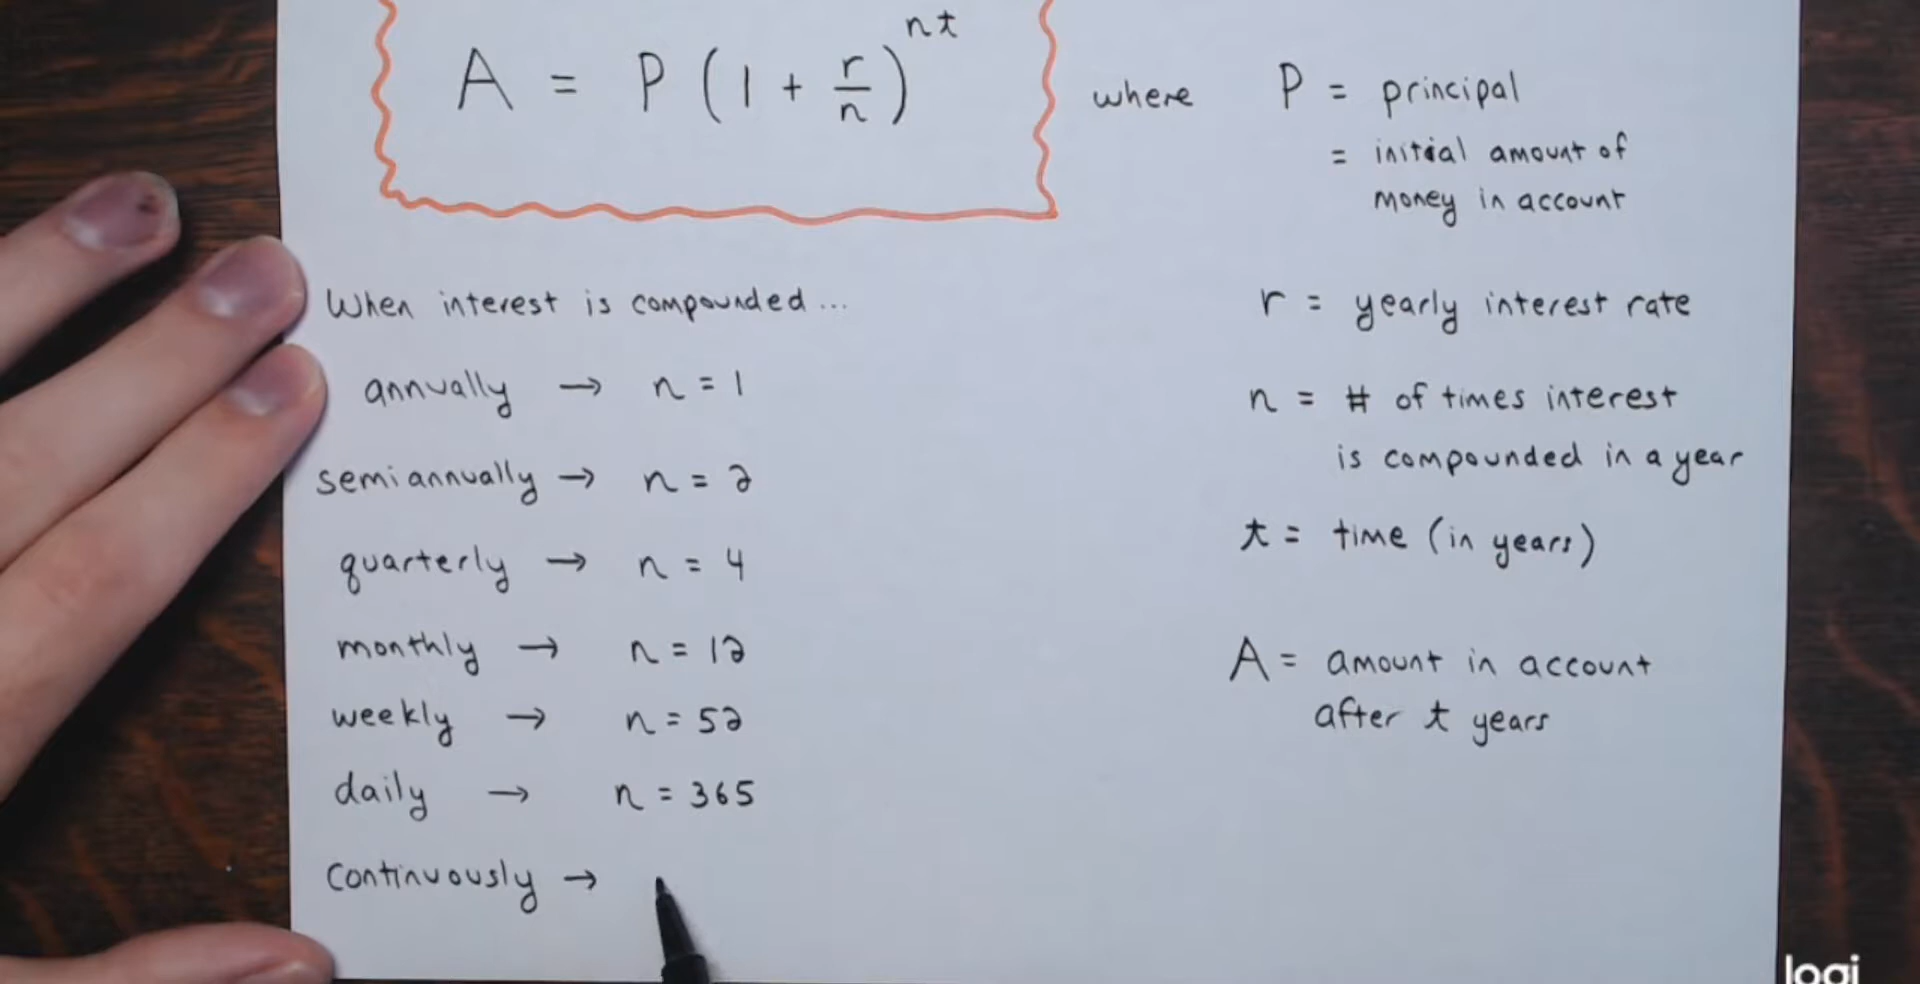 A = P (1 + r/n)^nt where P = principal
= initial amount of
money in account
When interest is compounded ...
annually → n = 1
semiannually → n = 2
quarterly → n = 4
monthly → n = 12
weekly → n = 52
daily → n = 365
Continuously →
r = yearly interest rate
n = # of times interest
is compounded in a year
t = time (in years)
A = amount in account
after t years
logi